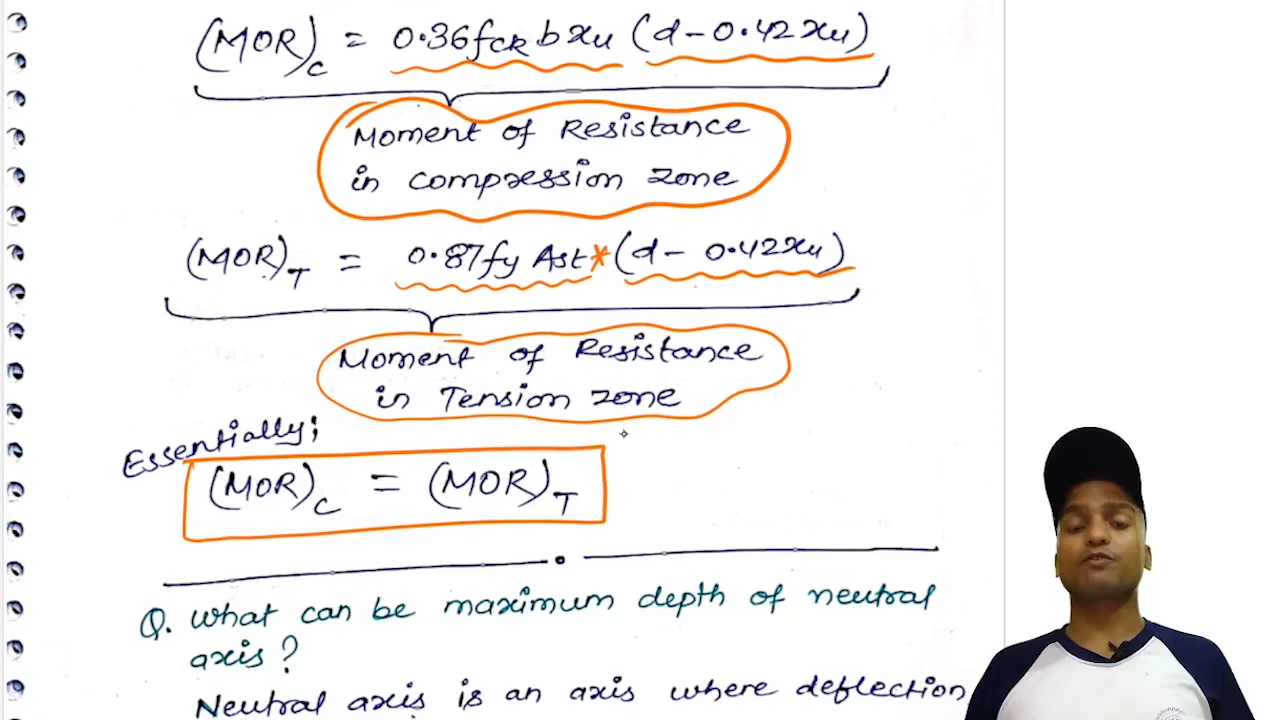 (MOR)c = 0.36fck b xu (d-0.42xu)
Moment of Resistance
in compression zone
(MOR)T = 0.87fy Ast*(d- 0.42xu)
Moment of Resistance
in Tension zone
Essentially;
(MOR)c = (MOR)T
Q. What can be maximum depth of neutral
axis?
Neutral axis is an axis where deflection